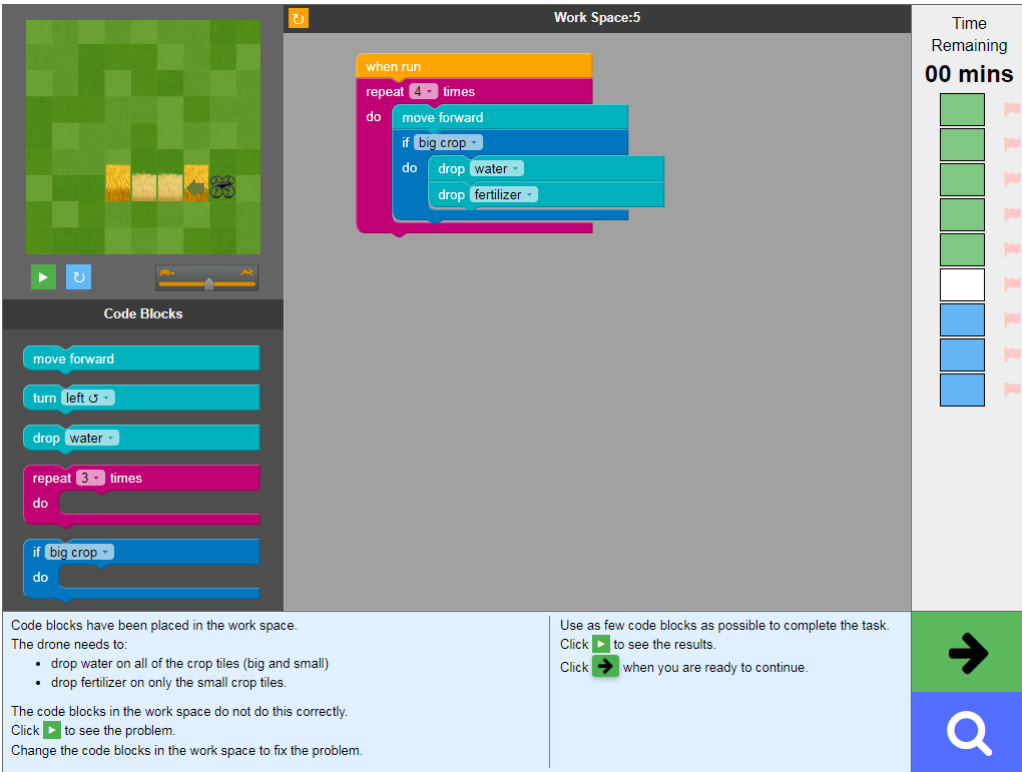 Work Space:5
Time
Remaining
00 mins
when run
repeat 4 times
do move forward
if big crop
do drop water
drop fertilizer
Code Blocks
move forward
turn left ↺
drop water
repeat 3 times
do
if big crop
do
Code blocks have been placed in the work space.
The drone needs to:
• drop water on all of the crop tiles (big and small)
• drop fertilizer on only the small crop tiles.
The code blocks in the work space do not do this correctly.
Click to see the problem.
Change the code blocks in the work space to fix the problem.
Use as few code blocks as possible to complete the task.
Click to see the results.
Click when you are ready to continue.